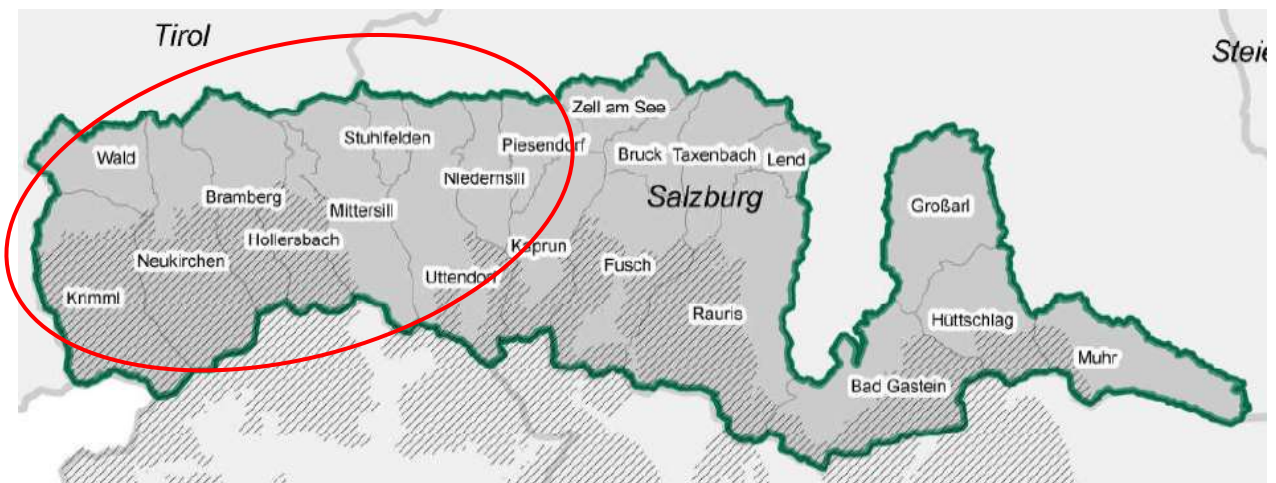 Tirol
Steie
Zell am See
Stuhlfelden
Piesendorf
Wald
Bruck
Taxenbach
Lend
Niedernsill
Bramberg
Salzburg
Mittersill
Großarl
Hollersbach
Kaprun
Neukirchen
Fusch
Uttendorf
Krimml
Rauris
Hüttschlag
Muhr
Bad Gastein